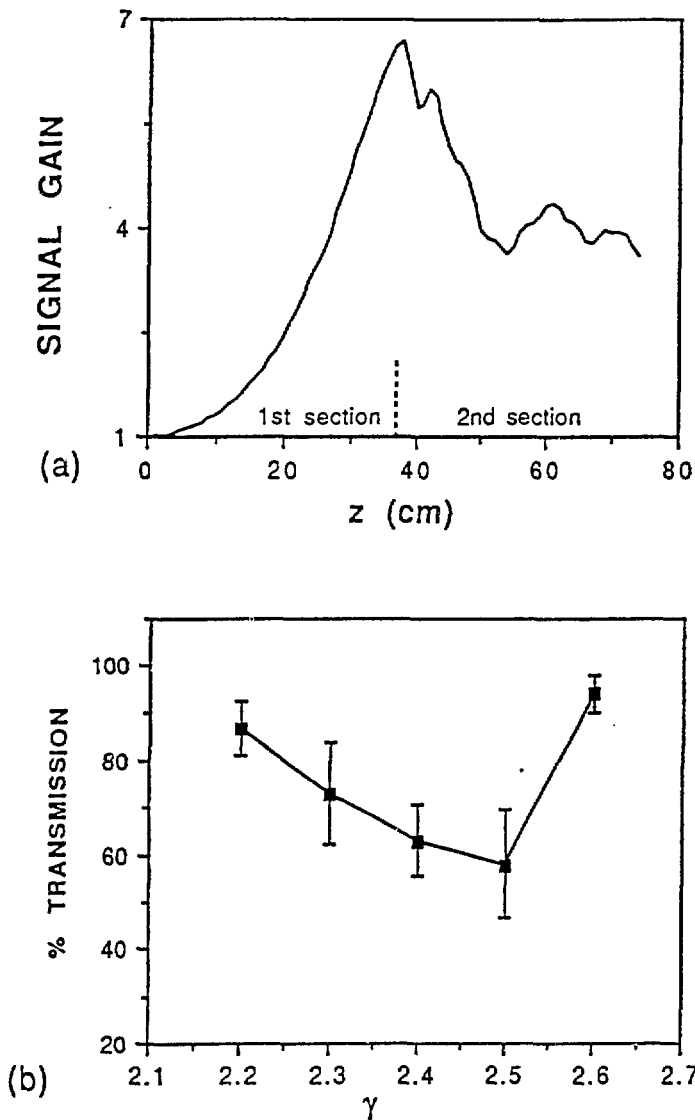 7
4
1
SIGNAL GAIN
1st section
2nd section
(a)
0 20 40 60 80
z (cm)
100
80
60
40
20
% TRANSMISSION
(b)
2.1 2.2 2.3 2.4 2.5 2.6 2.7
γ